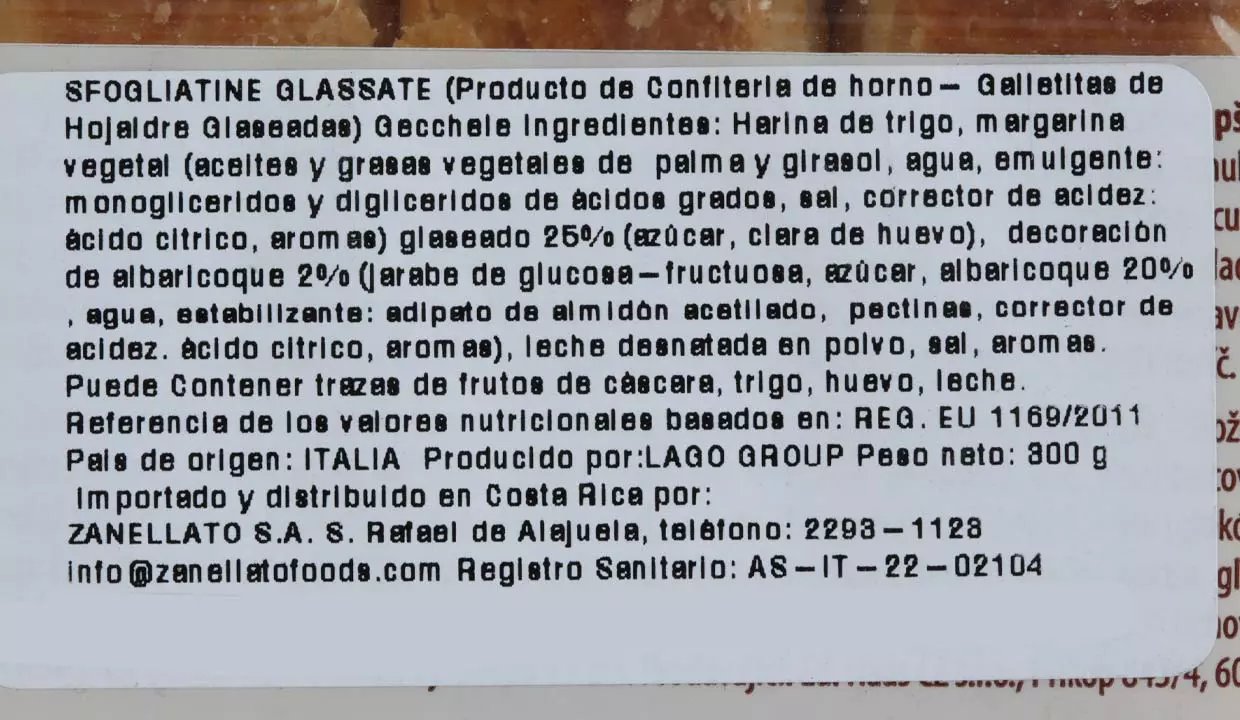 SFOGLIATINE GLASSATE (Producto de Confiteria de horno– Galletitas de
Hojaldre Glaseadas) Gecchele Ingredientes: Harina de trigo, margarina
vegetal (aceites y grasas vegetales de palma y girasol, agua, emulgente:
monogliceridos y digliceridos de ácidos grados, sal, corrector de acidez:
ácido citrico, aromas) glaseado 25% (azúcar, clara de huevo), decoración
de albaricoque 2% (jarabe de glucosa–fructuosa, azúcar, albaricoque 20%
, agua, estabilizante: adipato de almidón acetilado, pectinas, corrector de
acidez. ácido citrico, aromas), leche desnatada en polvo, sal, aromas.
Puede Contener trazas de frutos de cáscara, trigo, huevo, leche.
Referencia de los valores nutricionales basados en: REG. EU 1169/2011
Pais de origen: ITALIA Producido por:LAGO GROUP Peso neto: 300 g
Importado y distribuido en Costa Rica por:
ZANELLATO S.A. S. Rafael de Alajuela, teléfono: 2293–1123
info@zanellatofoods.com Registro Sanitario: AS–IT–22–02104